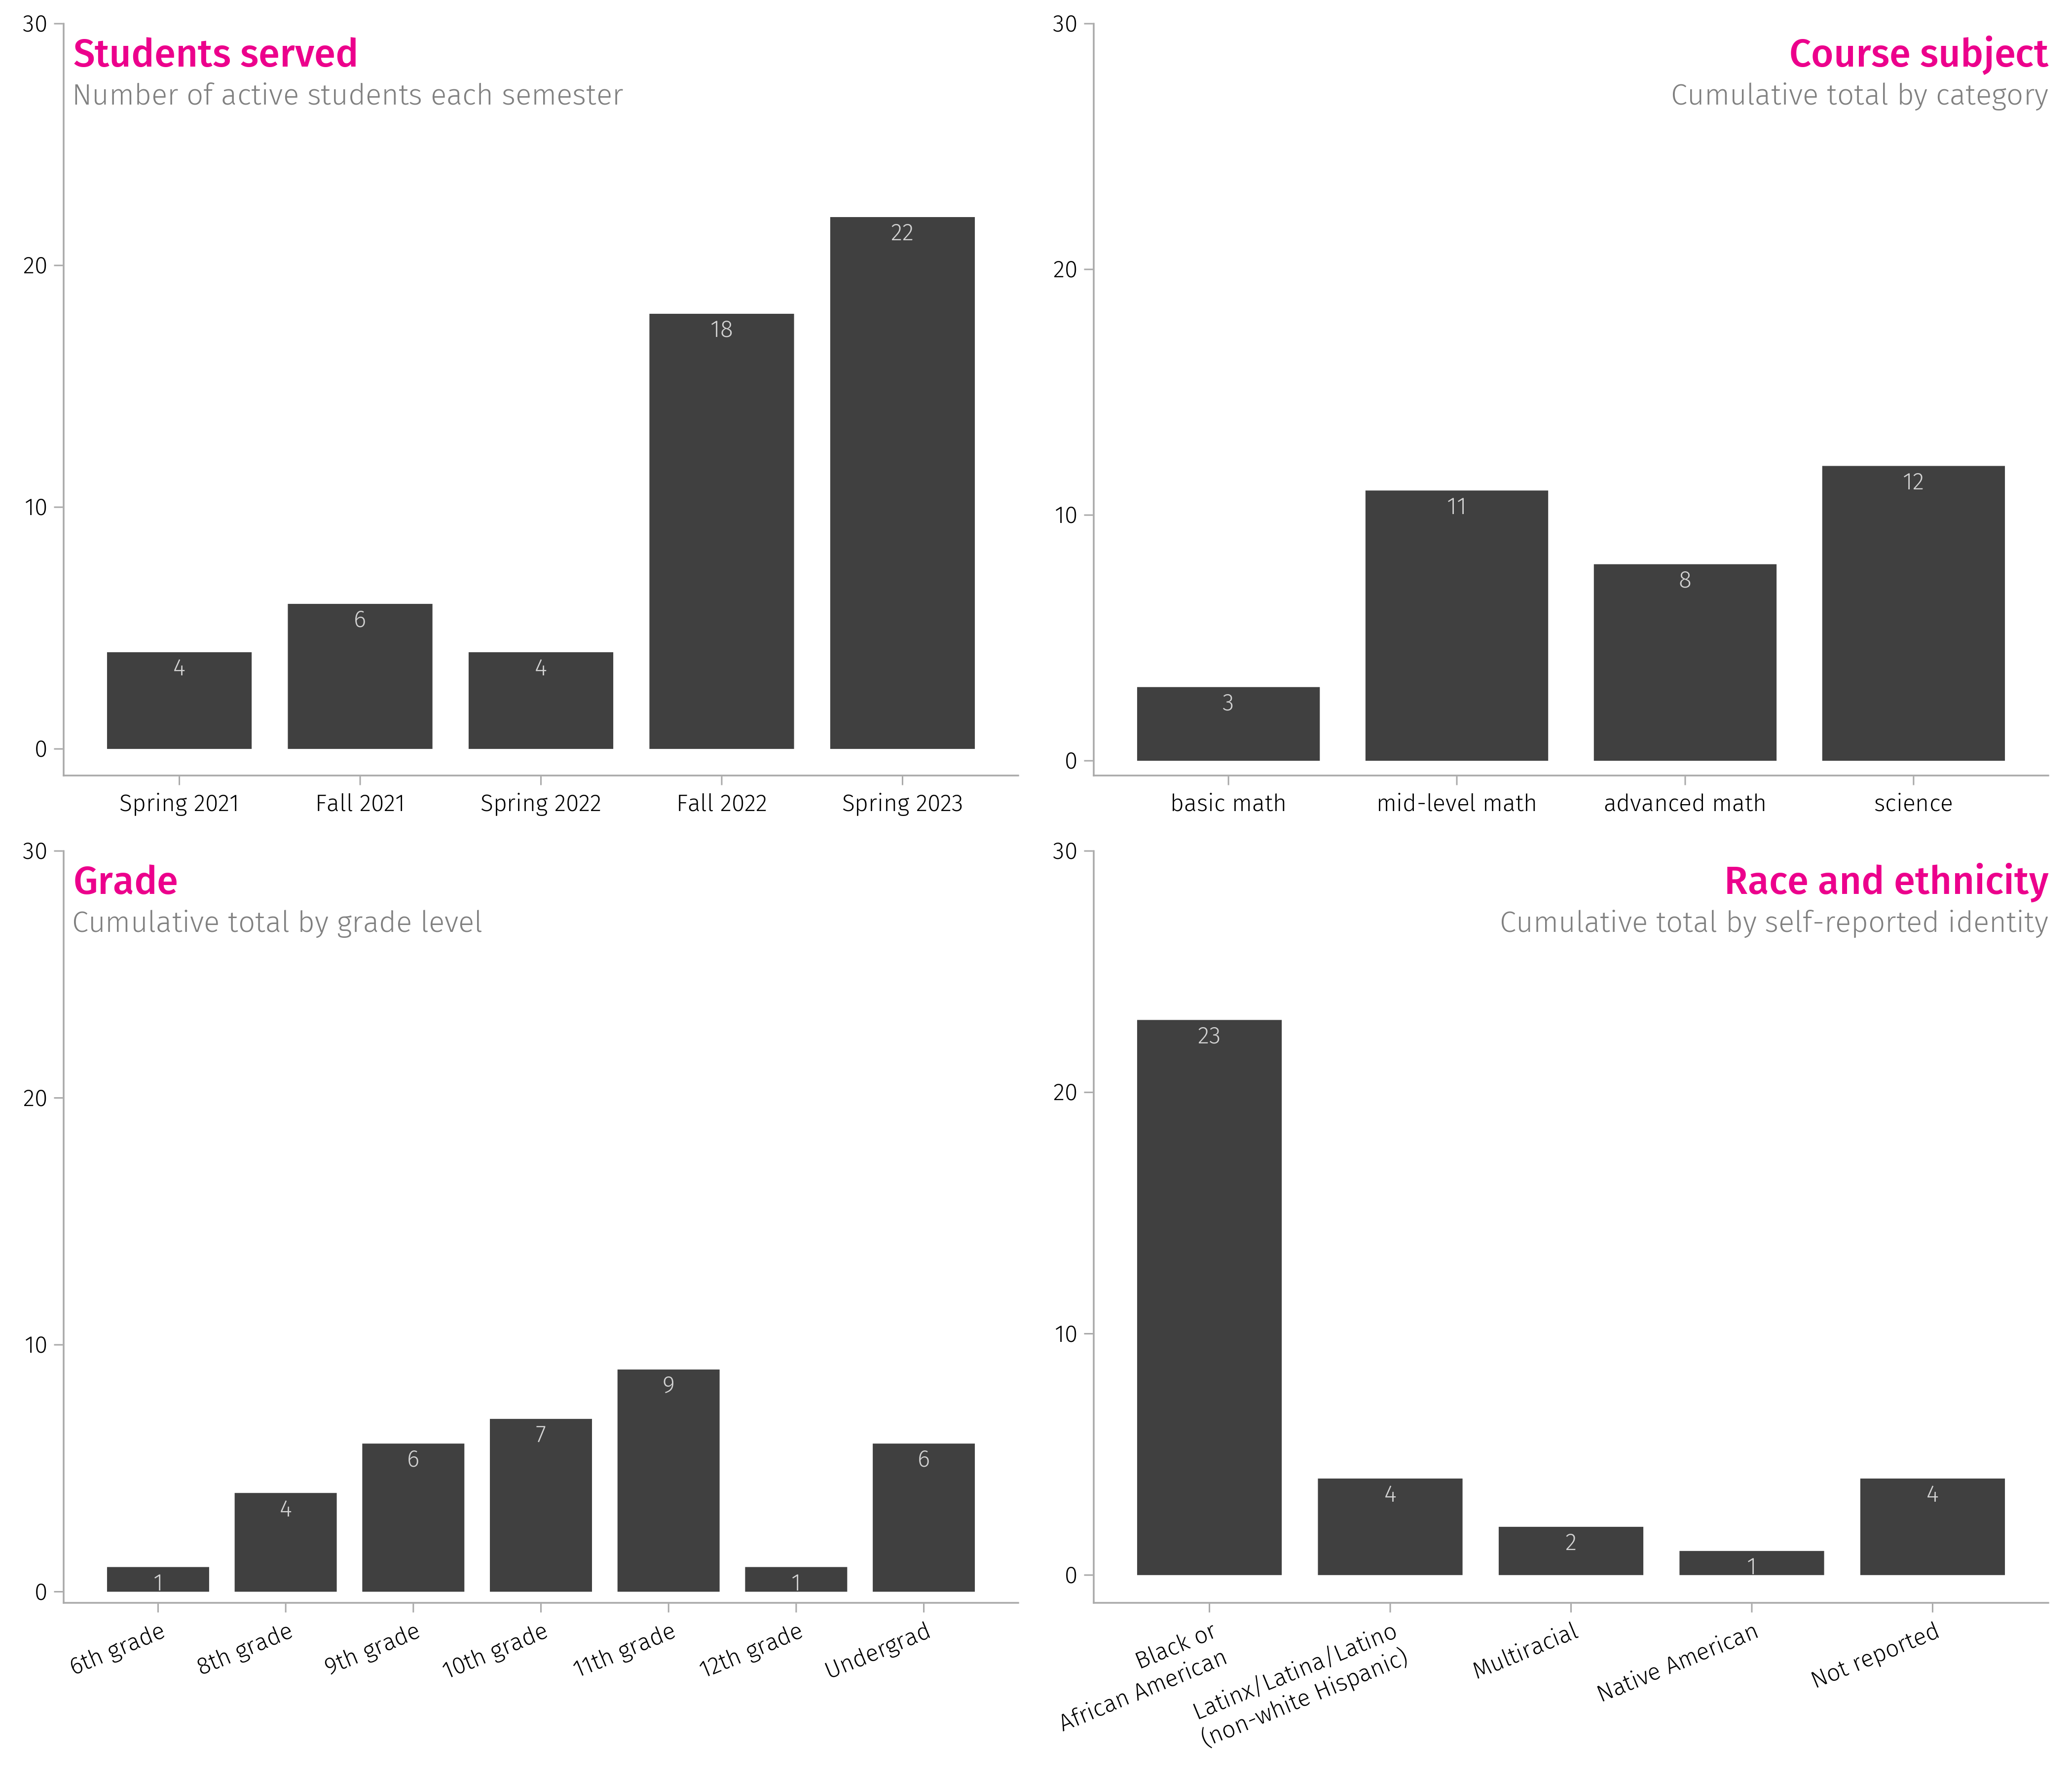 Students served
Number of active students each semester
30
20
10
0
4
6
4
18
22
Spring 2021
Fall 2021
Spring 2022
Fall 2022
Spring 2023
Course subject
Cumulative total by category
30
20
10
0
3
11
8
12
basic math
mid-level math
advanced math
science
Grade
Cumulative total by grade level
30
20
10
0
1
4
6
7
9
1
6
6th grade
8th grade
9th grade
10th grade
11th grade
12th grade
Undergrad
Race and ethnicity
Cumulative total by self-reported identity
30
20
10
0
23
4
2
1
4
Black or
African American
Latinx/Latina/Latino
(non-white Hispanic)
Multiracial
Native American
Not reported